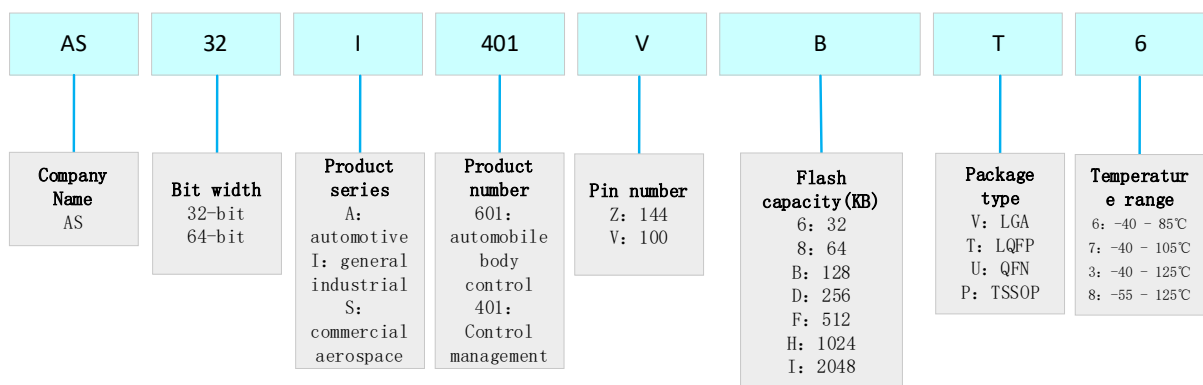 AS
32
I
401
V
B
T
6
Company
Name
AS
Bit width
32-bit
64-bit
Product
series
A:
automotive
I: general
industrial
S:
commercial
aerospace
Product
number
601:
automobile
body
control
401:
Control
management
Pin number
Z: 144
V: 100
Flash
capacity(KB)
6: 32
8: 64
B: 128
D: 256
F: 512
H: 1024
I: 2048
Package
type
V: LGA
T: LQFP
U: QFN
P: TSSOP
Temperatur
e range
6: -40 - 85℃
7: -40 - 105℃
3: -40 - 125℃
8: -55 - 125℃